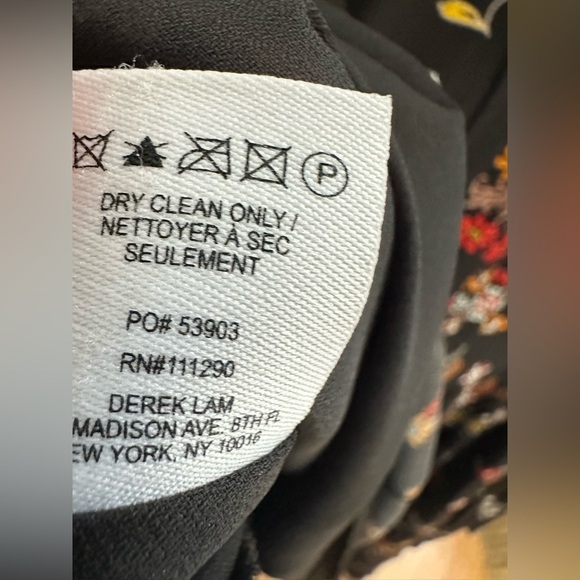 P
DRY CLEAN ONLY /
NETTOYER À SEC
SEULEMENT
PO# 53903
RN#111290
DEREK LAM
MADISON AVE. 8TH FL
EW YORK, NY 10016